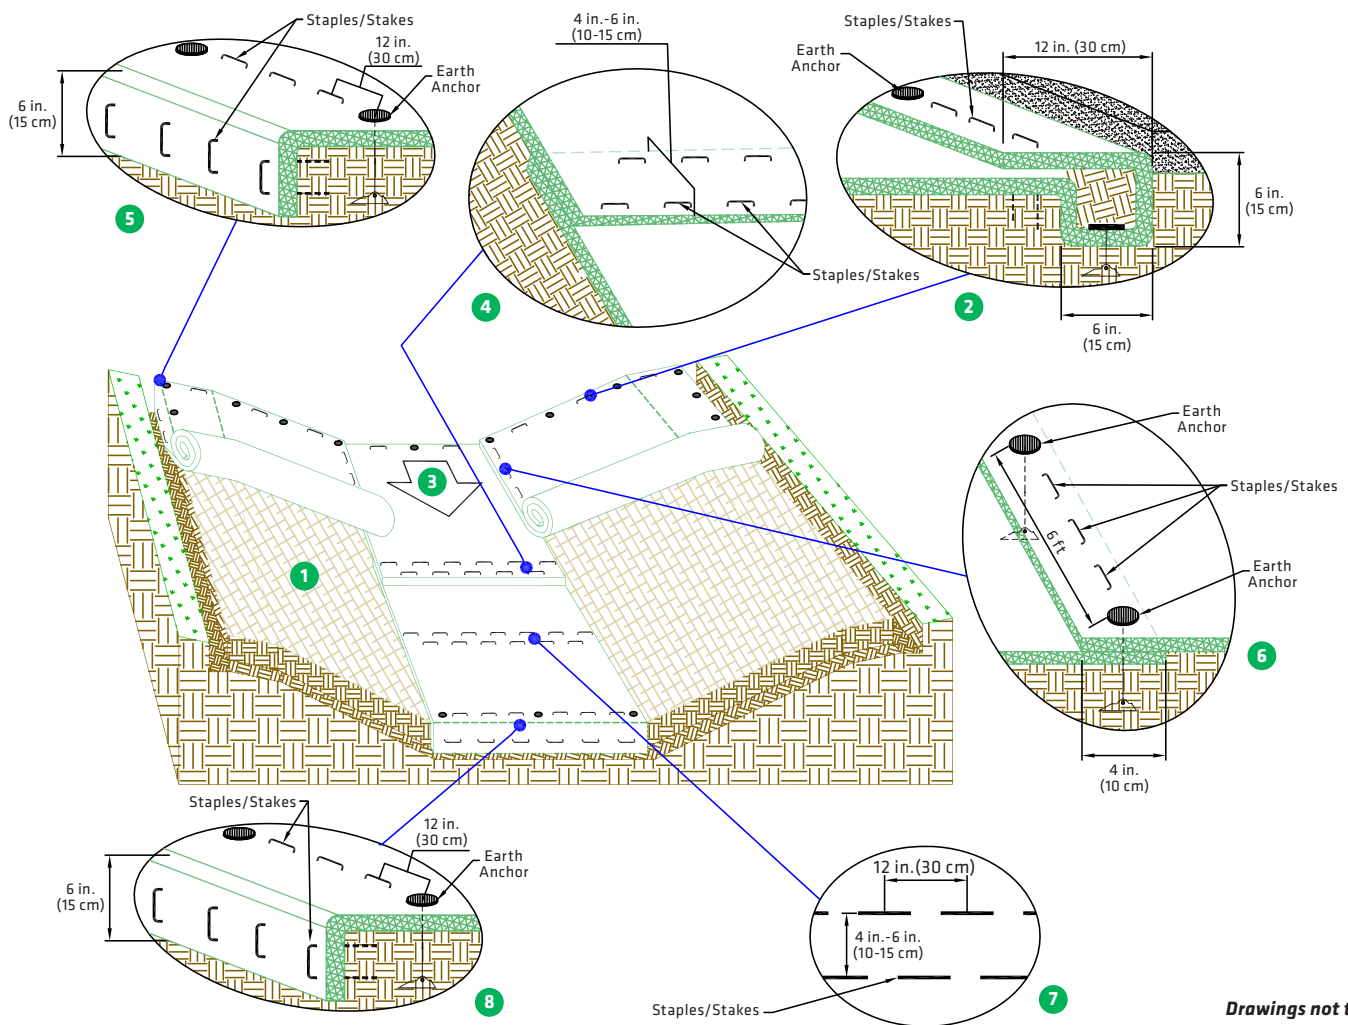 Staples/Stakes
12 in.
(30 cm)
Earth
Anchor
6 in.
(15 cm)
5
4 in.-6 in.
(10-15 cm)
Staples/Stakes
4
Staples/Stakes
Earth
Anchor
12 in. (30 cm)
6 in.
(15 cm)
6 in.
(15 cm)
2
3
1
Earth
Anchor
Staples/Stakes
6 ft
Earth
Anchor
6
4 in.
(10 cm)
Staples/Stakes
12 in.
(30 cm)
Earth
Anchor
6 in.
(15 cm)
8
12 in.(30 cm)
4 in.-6 in.
(10-15 cm)
Staples/Stakes
7
Drawings not t